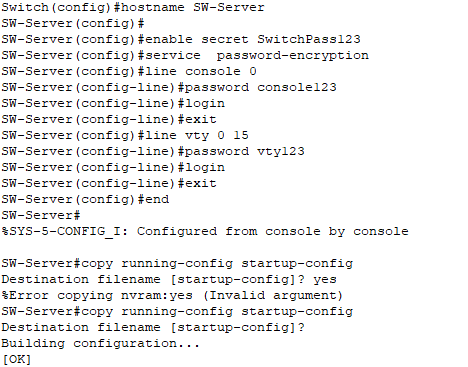 Switch(config)#hostname SW-Server
SW-Server(config)#
SW-Server(config)#enable secret SwitchPass123
SW-Server(config)#service  password-encryption
SW-Server(config)#line console 0
SW-Server(config-line)#password console123
SW-Server(config-line)#login
SW-Server(config-line)#exit
SW-Server(config)#line vty 0 15
SW-Server(config-line)#password vty123
SW-Server(config-line)#login
SW-Server(config-line)#exit
SW-Server(config)#end
SW-Server#
%SYS-5-CONFIG_I: Configured from console by console
SW-Server#copy running-config startup-config
Destination filename [startup-config]? yes
%Error copying nvram:yes (Invalid argument)
SW-Server#copy running-config startup-config
Destination filename [startup-config]?
Building configuration...
[OK]